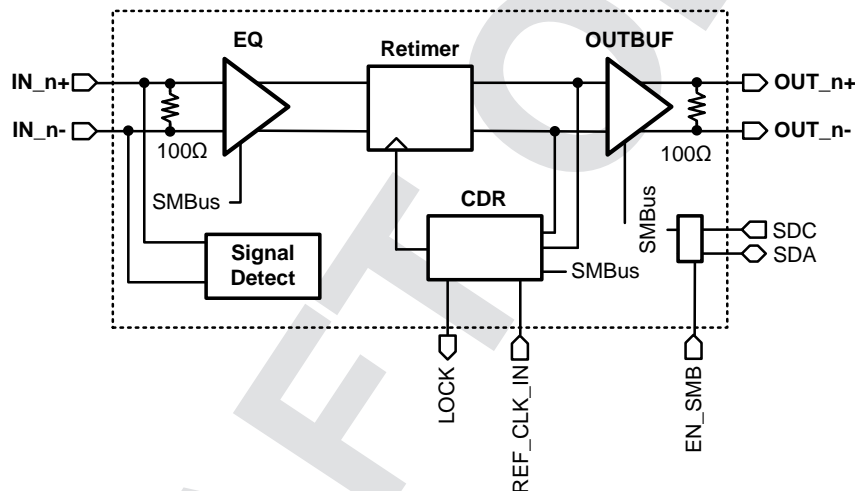 EQ
Retimer
OUTBUF
IN_n+
OUT_n+
IN_n-
OUT_n-
100Ω
100Ω
SMBus
CDR
SMBus
SDC
SDA
Signal
Detect
SMBus
LOCK
REF_CLK_IN
EN_SMB